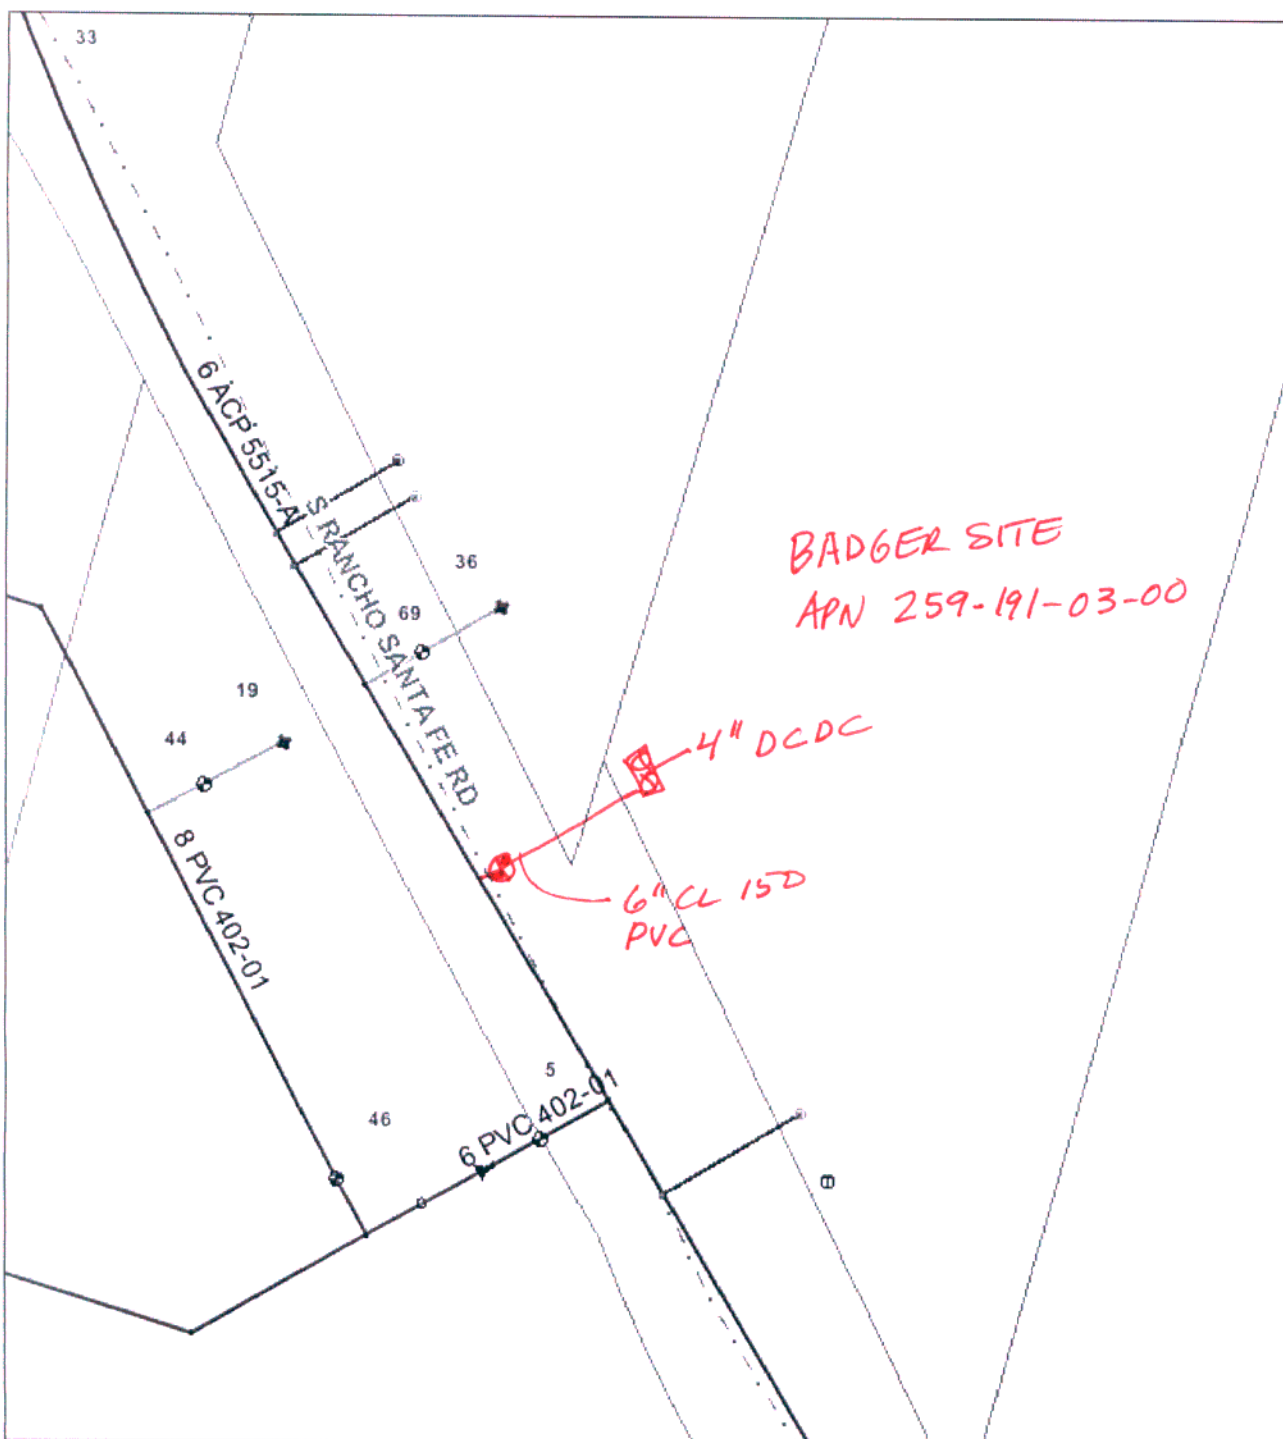 33
6 ACP 5515-A
S RANCHO SANTA FE RD
36
69
BADGER SITE
APN 259-191-03-00
19
44
4" DCDC
8 PVC 402-01
6" CL 150
PVC
5
6 PVC 402-01
46